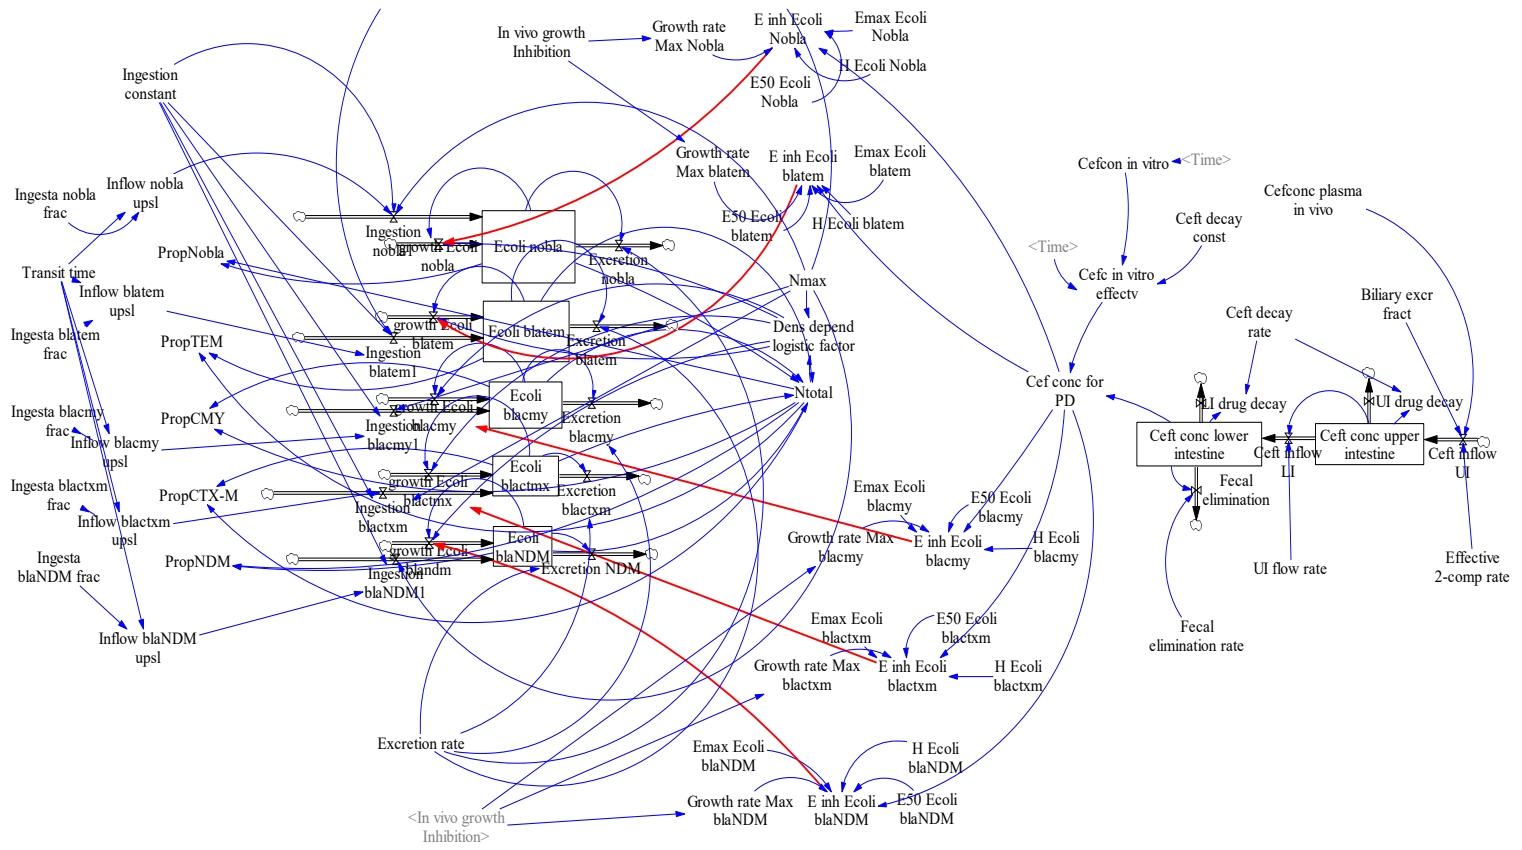 In vivo growth
Inhibition
Growth rate
Max Nobla
E inh Ecoli
Nobla
Emax Ecoli
Nobla
H Ecoli Nobla
E50 Ecoli
Nobla
Ingestion
constant
Growth rate
Max blatem
E inh Ecoli
blatem
Emax Ecoli
blatem
E50 Ecoli
blatem
H Ecoli blatem
Cefcon in vitro
<Time>
Cefconc plasma
in vivo
Ceft decay
const
<Time>
Cefc in vitro
effectv
Ingesta nobla
frac
Inflow nobla
upsl
Ingestion
nobla1
growth Ecoli
nobla
Ecoli nobla
Excretion
nobla
PropNobla
Transit time
Inflow blatem
upsl
Nmax
Biliary excr
fract
Ceft decay
rate
Ingesta blatem
frac
PropTEM
growth Ecoli
blatem
Ecoli blatem
Excretion
blatem
Ingestion
blatem1
Dens depend
logistic factor
Ntotal
Cef conc for
PD
LI drug decay
UI drug decay
Ingesta blacmy
frac
Inflow blacmy
upsl
PropCMY
growth Ecoli
blacmy
Ecoli
blacmy
Excretion
blacmy
Ingestion
blacmy1
Ceft conc lower
intestine
Ceft inflow
LI
Ceft conc upper
intestine
Ceft inflow
UI
Fecal
elimination
Ingesta blactxm
frac
Inflow blactxm
upsl
PropCTX-M
growth Ecoli
blactmx
Ecoli
blactmx
Excretion
blactxm
Ingestion
blactxm
Emax Ecoli
blacmy
E50 Ecoli
blacmy
Growth rate Max
blacmy
E inh Ecoli
blacmy
H Ecoli
blacmy
Ingesta
blaNDM frac
PropNDM
growth Ecoli
blandm
Ecoli
blaNDM
Excretion NDM
Ingestion
blaNDM1
UI flow rate
Effective
2-comp rate
Inflow blaNDM
upsl
Emax Ecoli
blactxm
E50 Ecoli
blactxm
Growth rate Max
blactxm
E inh Ecoli
blactxm
H Ecoli
blactxm
Fecal
elimination rate
Excretion rate
Emax Ecoli
blaNDM
H Ecoli
blaNDM
Growth rate Max
blaNDM
E inh Ecoli
blaNDM
E50 Ecoli
blaNDM
<In vivo growth
Inhibition>